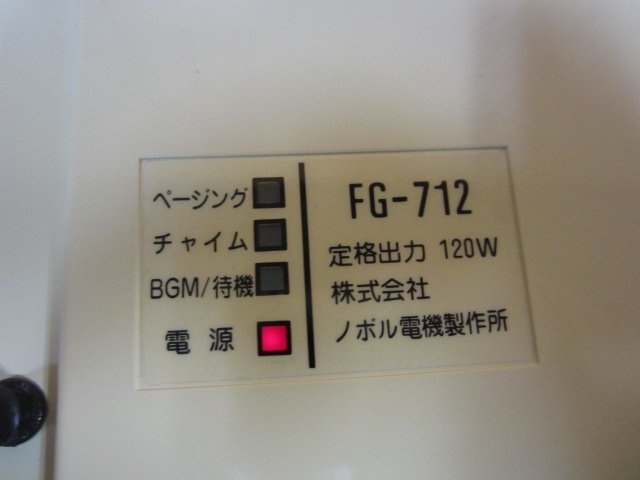 ページング
チャイム
BGM/待機
電源
FG-712
定格出力 120W
株式会社
ノボル電機製作所